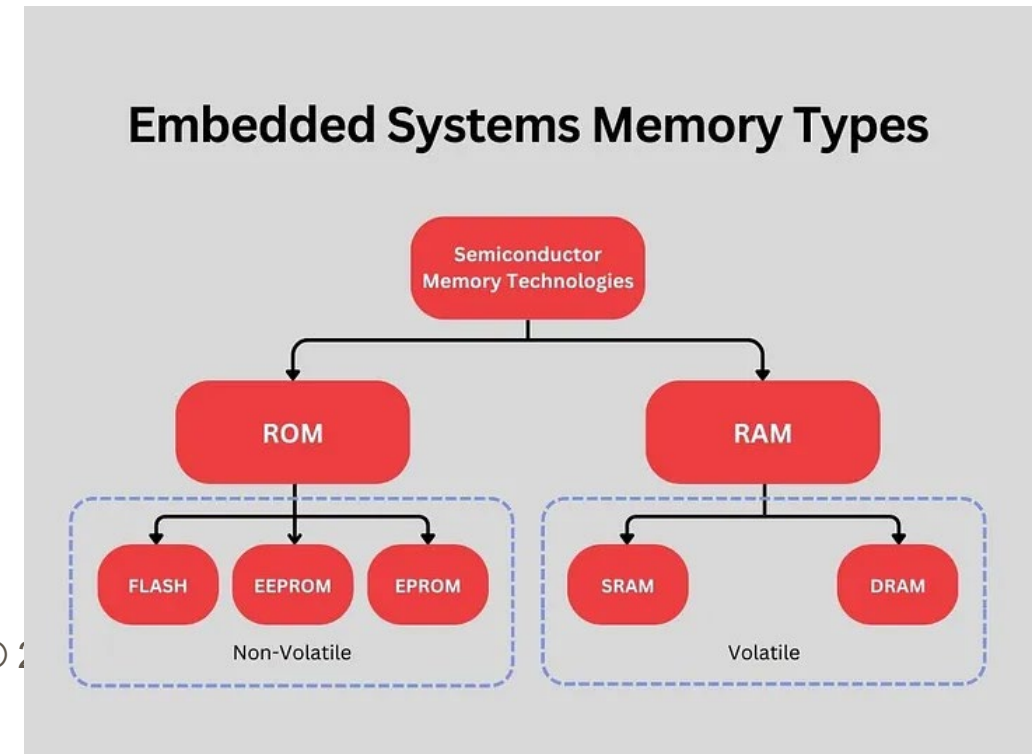 Embedded Systems Memory Types
Semiconductor
Memory Technologies
ROM
RAM
FLASH
EEPROM
EPROM
SRAM
DRAM
Non-Volatile
Volatile